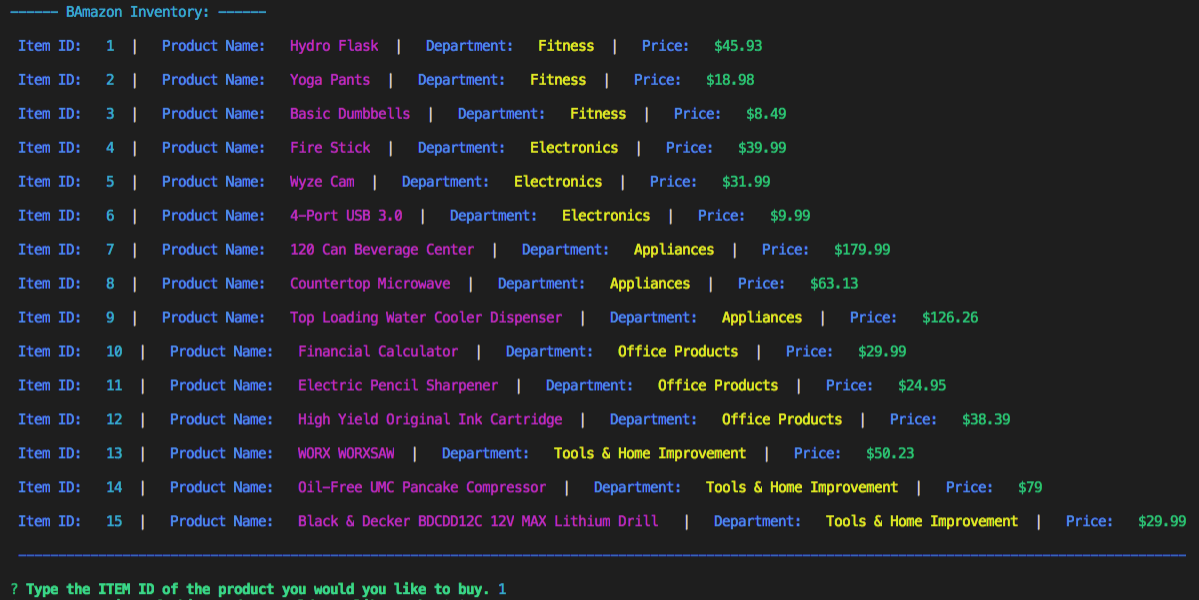 ------ BAmazon Inventory: ------
Item ID: 1 | Product Name: Hydro Flask | Department: Fitness | Price: $45.93
Item ID: 2 | Product Name: Yoga Pants | Department: Fitness | Price: $18.98
Item ID: 3 | Product Name: Basic Dumbbells | Department: Fitness | Price: $8.49
Item ID: 4 | Product Name: Fire Stick | Department: Electronics | Price: $39.99
Item ID: 5 | Product Name: Wyze Cam | Department: Electronics | Price: $31.99
Item ID: 6 | Product Name: 4-Port USB 3.0 | Department: Electronics | Price: $9.99
Item ID: 7 | Product Name: 120 Can Beverage Center | Department: Appliances | Price: $179.99
Item ID: 8 | Product Name: Countertop Microwave | Department: Appliances | Price: $63.13
Item ID: 9 | Product Name: Top Loading Water Cooler Dispenser | Department: Appliances | Price: $126.26
Item ID: 10 | Product Name: Financial Calculator | Department: Office Products | Price: $29.99
Item ID: 11 | Product Name: Electric Pencil Sharpener | Department: Office Products | Price: $24.95
Item ID: 12 | Product Name: High Yield Original Ink Cartridge | Department: Office Products | Price: $38.39
Item ID: 13 | Product Name: WORX WORXSAW | Department: Tools & Home Improvement | Price: $50.23
Item ID: 14 | Product Name: Oil-Free UMC Pancake Compressor | Department: Tools & Home Improvement | Price: $79
Item ID: 15 | Product Name: Black & Decker BDCDD12C 12V MAX Lithium Drill | Department: Tools & Home Improvement | Price: $29.99
? Type the ITEM ID of the product you would you like to buy. 1